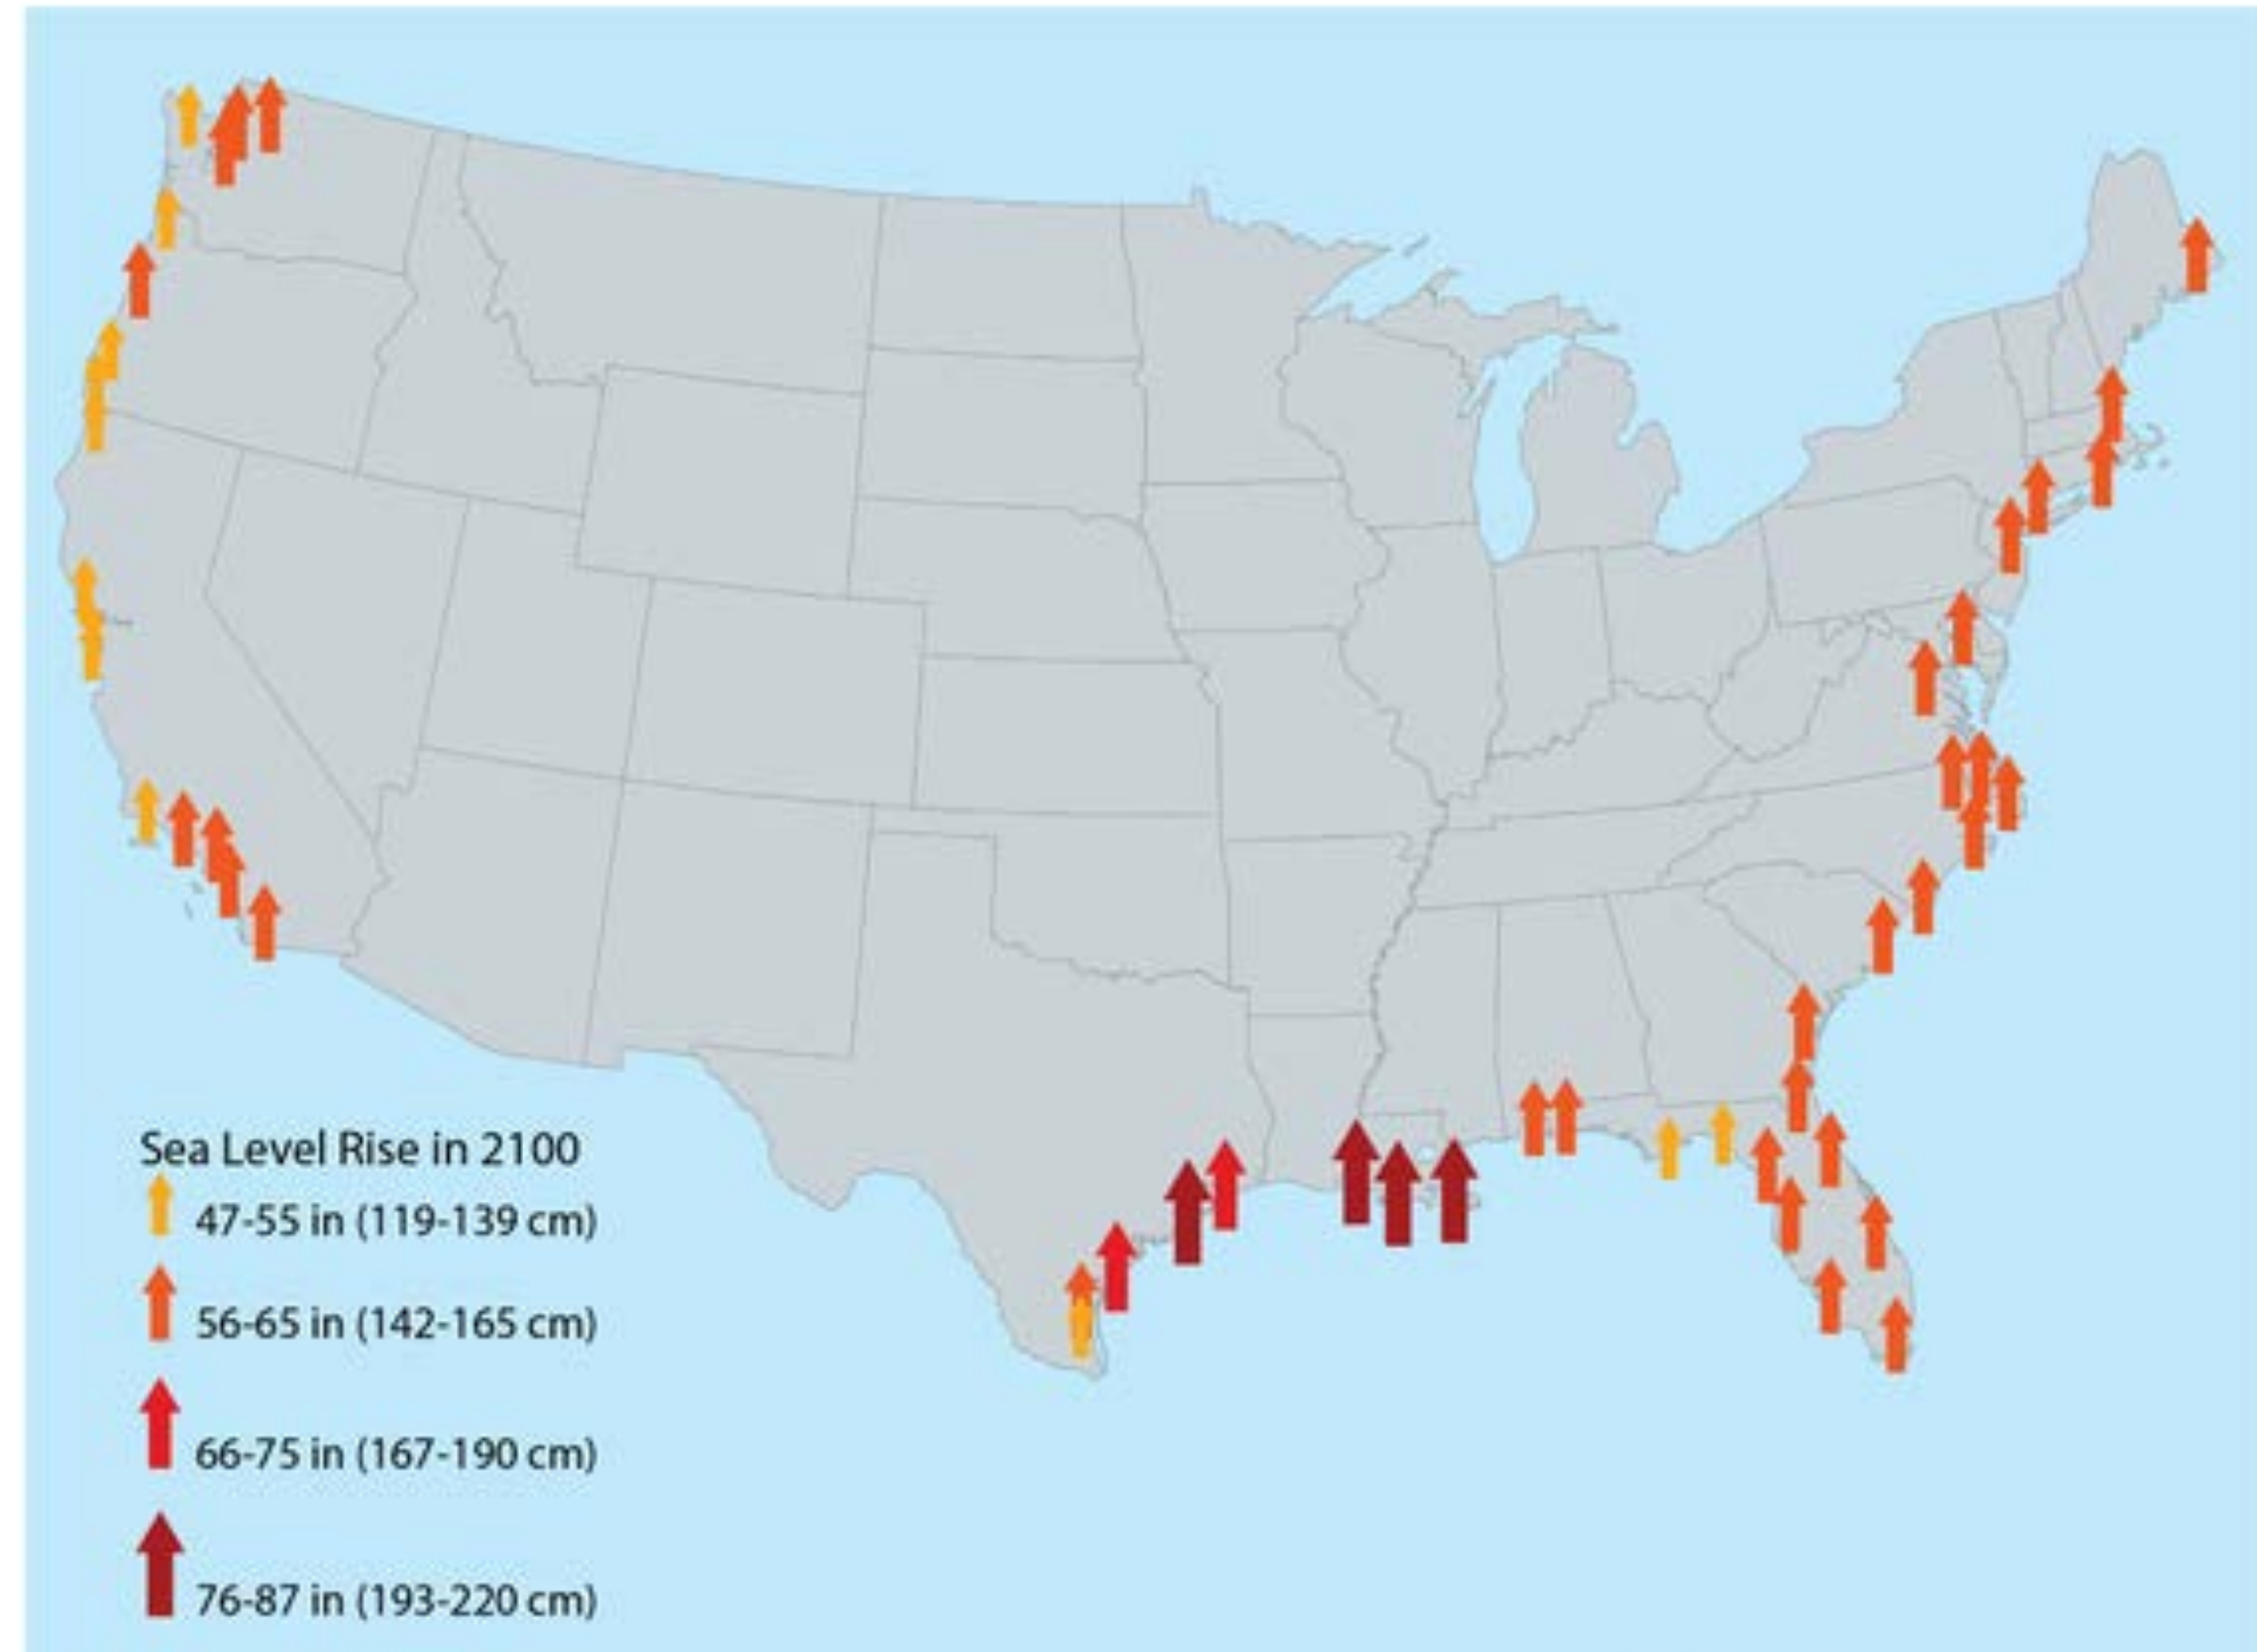 Sea Level Rise in 2100
47-55 in (119-139 cm)
56-65 in (142-165 cm)
66-75 in (167-190 cm)
76-87 in (193-220 cm)